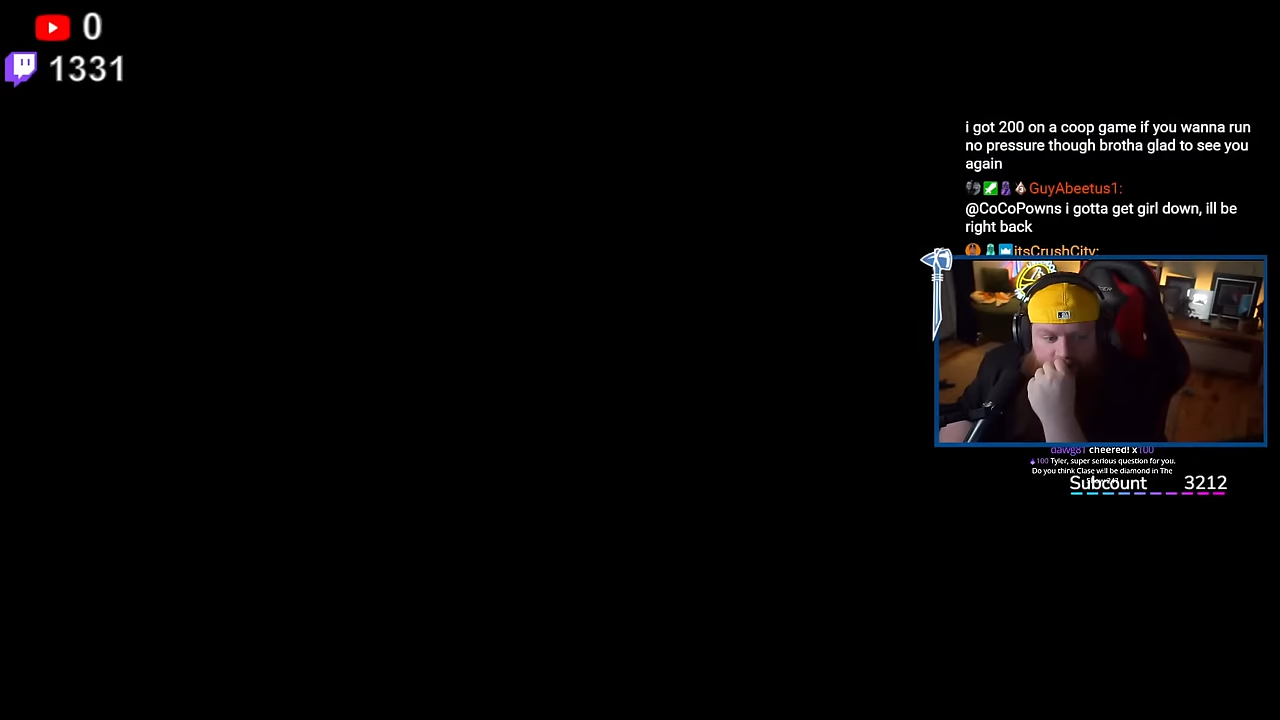 0
1331
i got 200 on a coop game if you wanna run
no pressure though brotha glad to see you
again
GuyAbeetus1:
@CoCoPowns i gotta get girl down, ill be
right back
itsCrushCity:
dawg81 cheered! x100
100 Tyler, super serious question for you.
Do you think Clase will be diamond in The
Subcount 3212